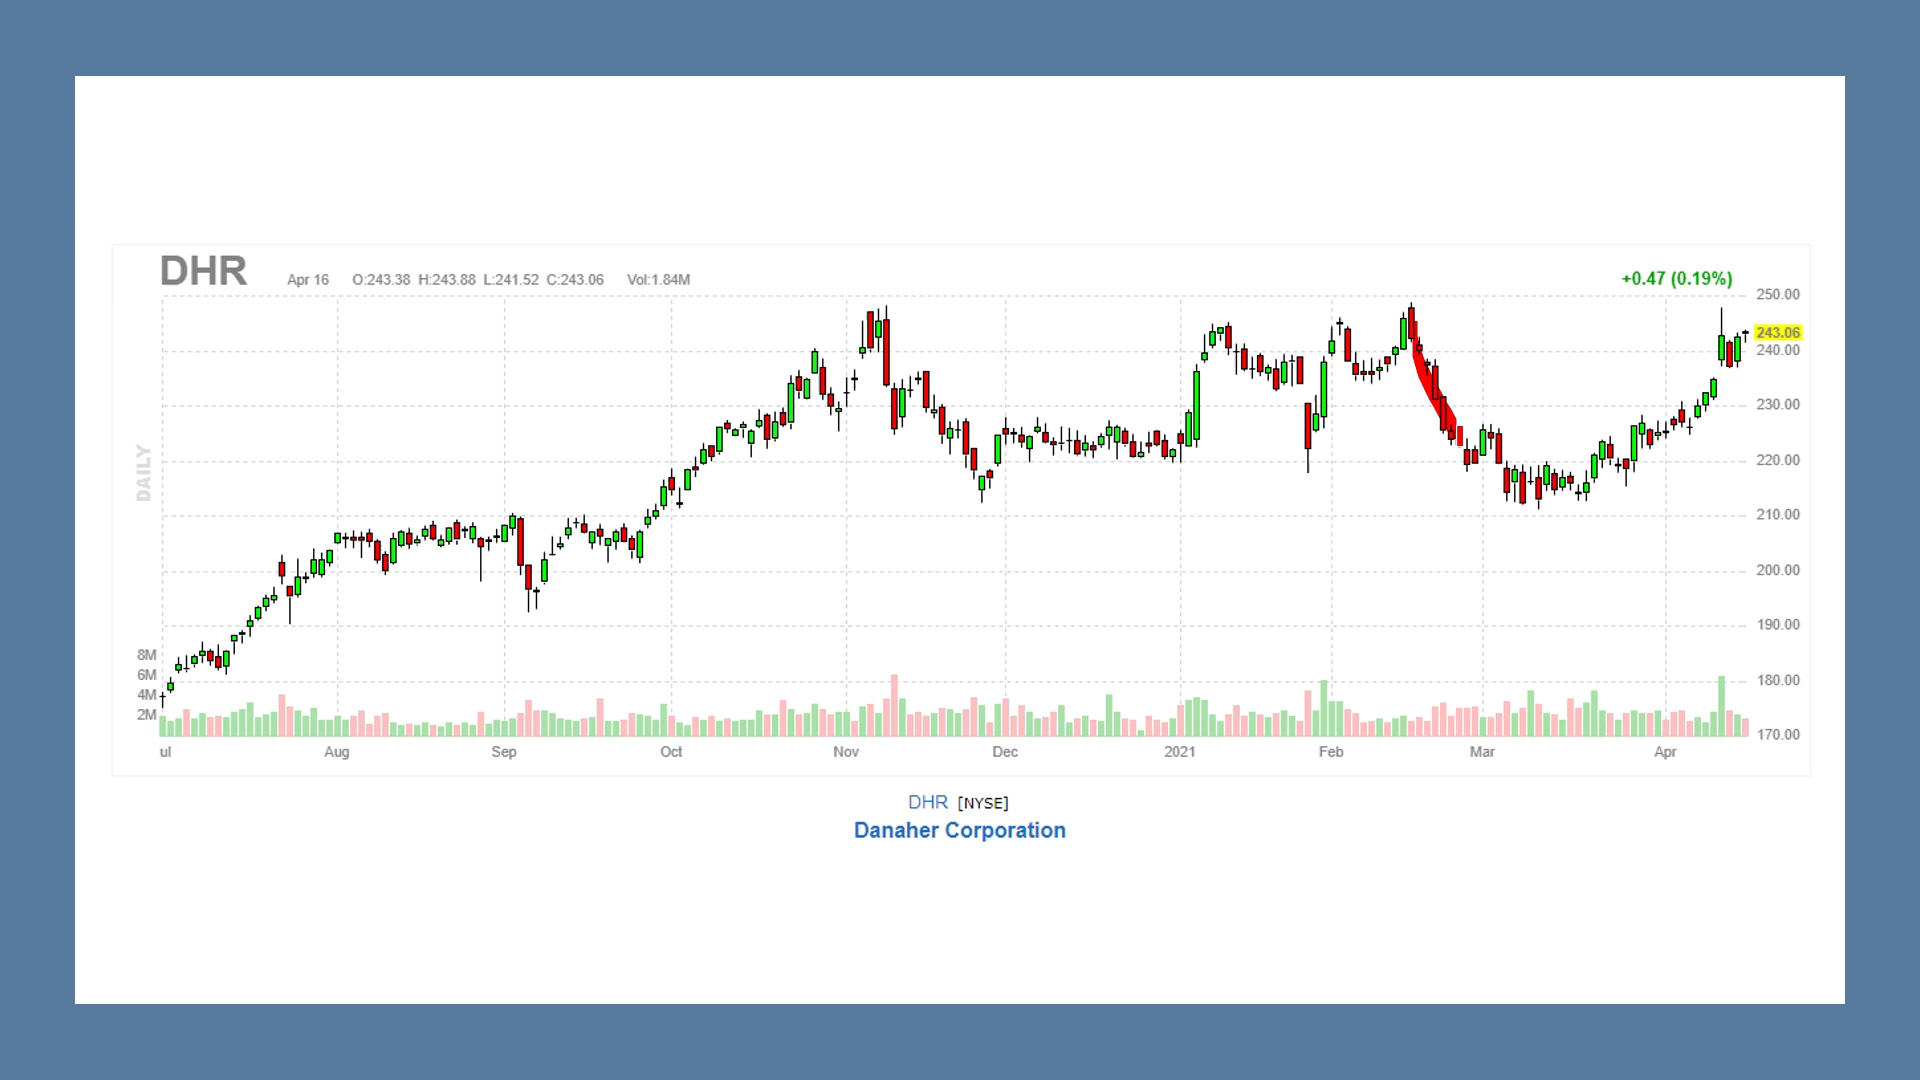 DHR Apr 16 O:243.38 H:243.88 L:241.52 C:243.06 Vol:1.84M +0.47 (0.19%)
250.00
243.06
240.00
230.00
220.00
DAILY
210.00
200.00
190.00
8M
6M
180.00
4M
2M
170.00
ul Aug Sep Oct Nov Dec 2021 Feb Mar Apr
DHR [NYSE]
Danaher Corporation